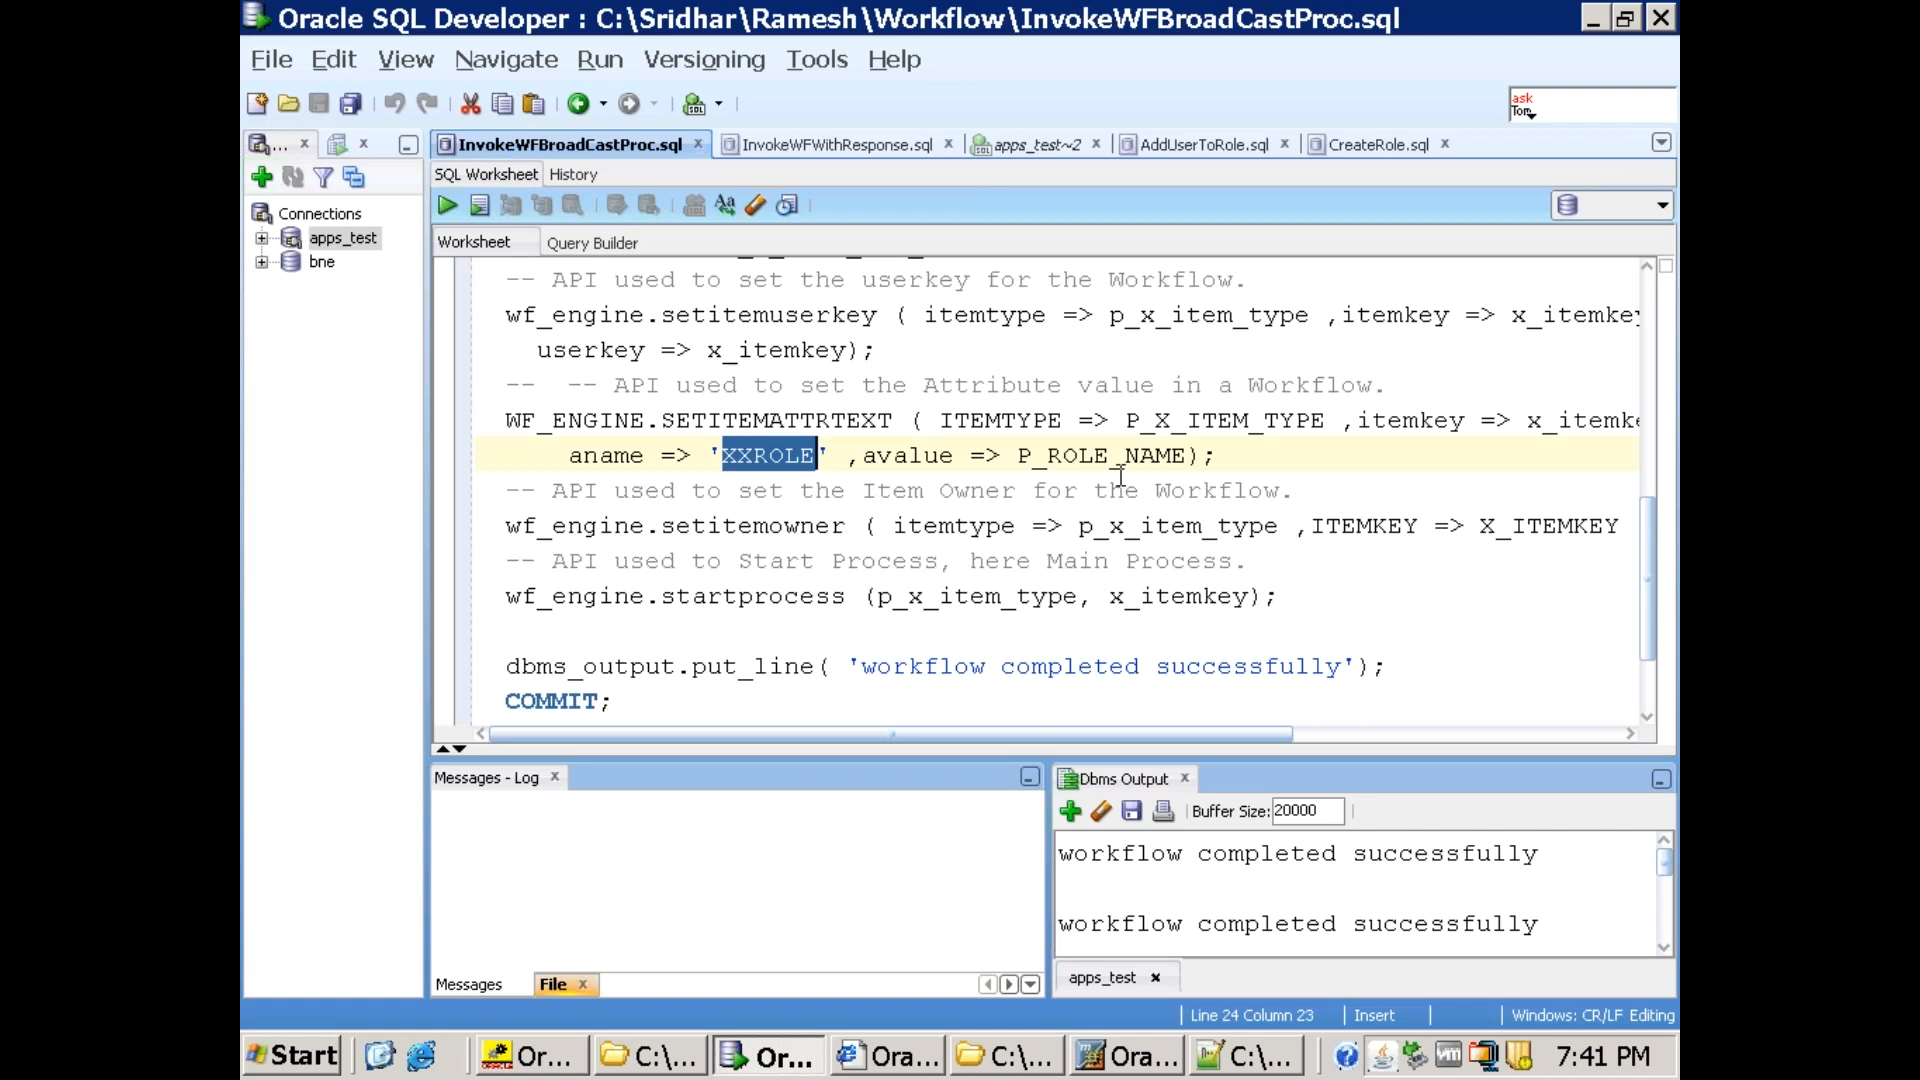 Oracle SQL Developer : C:\Sridhar\Ramesh\Workflow\InvokeWFBroadCastProc.sql
File Edit View Navigate Run Versioning Tools Help
ask
Tom
... InvokeWFBroadCastProc.sql InvokeWFWithResponse.sql apps_test~2 AddUserToRole.sql CreateRole.sql
SQL Worksheet History
Connections
apps_test
bne
Worksheet Query Builder
-- API used to set the userkey for the Workflow.
wf_engine.setitemuserkey ( itemtype => p_x_item_type ,itemkey => x_itemkey
userkey => x_itemkey);
-- -- API used to set the Attribute value in a Workflow.
WF_ENGINE.SETITEMATTRTEXT ( ITEMTYPE => P_X_ITEM_TYPE ,itemkey => x_itemk
aname => 'XXROLE' ,avalue => P_ROLE_NAME);
-- API used to set the Item Owner for the Workflow.
wf_engine.setitemowner ( itemtype => p_x_item_type ,ITEMKEY => X_ITEMKEY
-- API used to Start Process, here Main Process.
wf_engine.startprocess (p_x_item_type, x_itemkey);
dbms_output.put_line( 'workflow completed successfully');
COMMIT;
Messages - Log
Messages File
Dbms Output
Buffer Size: 20000
workflow completed successfully
workflow completed successfully
apps_test
Line 24 Column 23 Insert Windows: CR/LF Editing
Start Or... C:\... Or... Ora... C:\... Ora... C:\... 7:41 PM